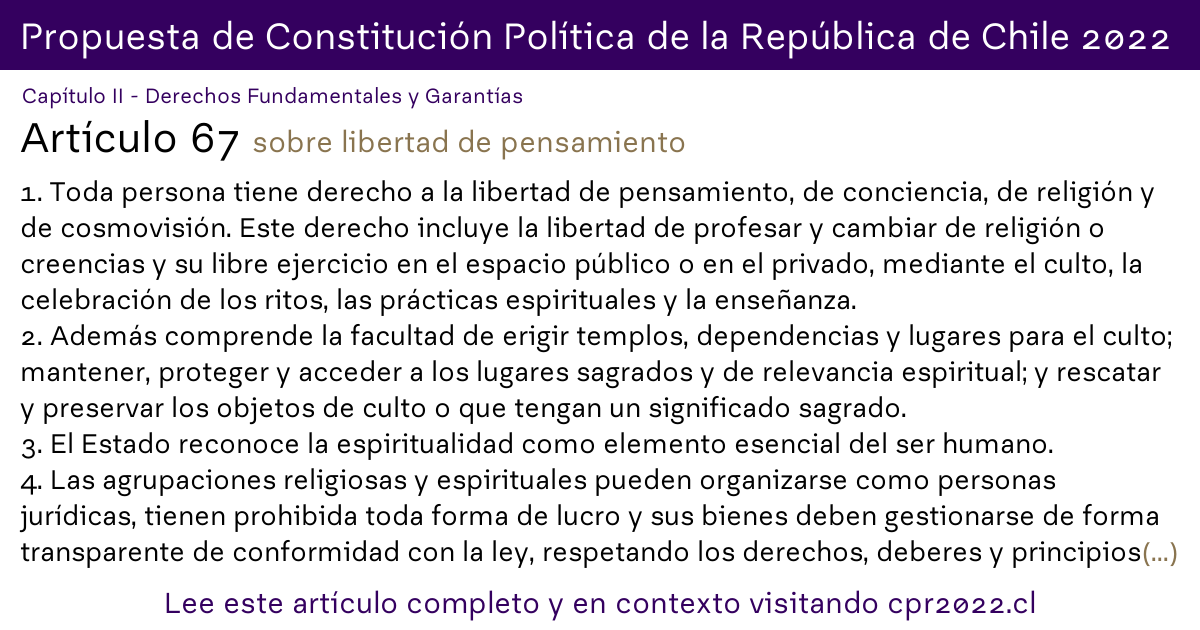 Propuesta de Constitución Política de la República de Chile 2022
Capítulo II - Derechos Fundamentales y Garantías
Artículo 67 sobre libertad de pensamiento
1. Toda persona tiene derecho a la libertad de pensamiento, de conciencia, de religión y
de cosmovisión. Este derecho incluye la libertad de profesar y cambiar de religión o
creencias y su libre ejercicio en el espacio público o en el privado, mediante el culto, la
celebración de los ritos, las prácticas espirituales y la enseñanza.
2. Además comprende la facultad de erigir templos, dependencias y lugares para el culto;
mantener, proteger y acceder a los lugares sagrados y de relevancia espiritual; y rescatar
y preservar los objetos de culto o que tengan un significado sagrado.
3. El Estado reconoce la espiritualidad como elemento esencial del ser humano.
4. Las agrupaciones religiosas y espirituales pueden organizarse como personas
jurídicas, tienen prohibida toda forma de lucro y sus bienes deben gestionarse de forma
transparente de conformidad con la ley, respetando los derechos, deberes y principios(...)
Lee este artículo completo y en contexto visitando cpr2022.cl